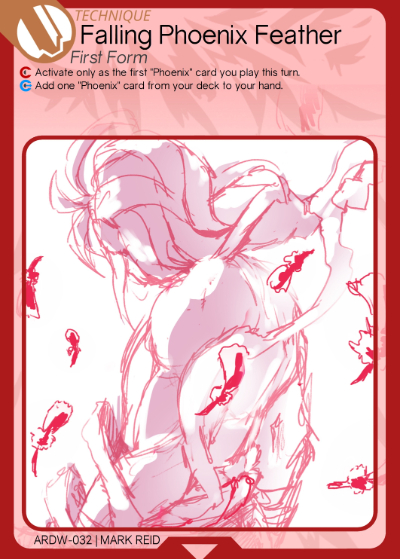 TECHNIQUE
Falling Phoenix Feather
First Form
C Activate only as the first "Phoenix" card you play this turn.
C Add one "Phoenix" card from your deck to your hand.
ARDW-032 | MARK REID